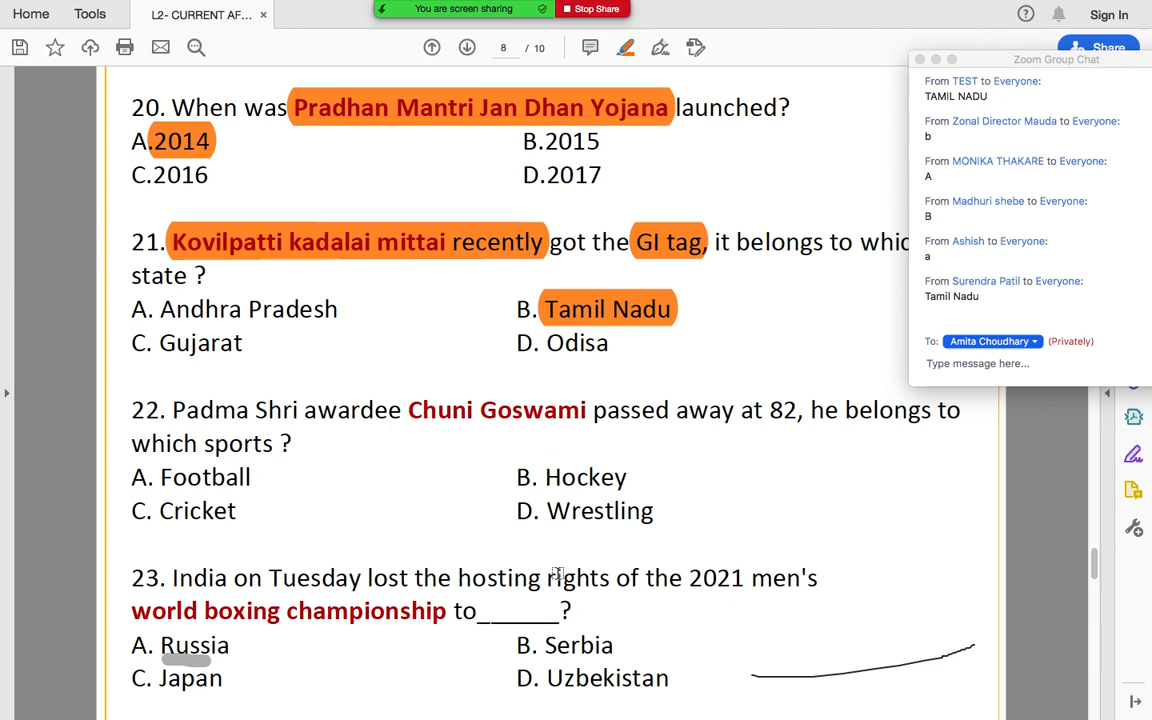 Home
Tools
L2- CURRENT AF... ×
You are screen sharing
Stop Share
? Sign In
8 / 10
Share
20. When was Pradhan Mantri Jan Dhan Yojana launched?
A.2014 B.2015
C.2016 D.2017
21. Kovilpatti kadalai mittai recently got the GI tag, it belongs to whic
state ?
A. Andhra Pradesh B. Tamil Nadu
C. Gujarat D. Odisa
22. Padma Shri awardee Chuni Goswami passed away at 82, he belongs to
which sports ?
A. Football B. Hockey
C. Cricket D. Wrestling
23. India on Tuesday lost the hosting rights of the 2021 men's
world boxing championship to______?
A. Russia B. Serbia
C. Japan D. Uzbekistan
Zoom Group Chat
From TEST to Everyone:
TAMIL NADU
From Zonal Director Mauda to Everyone:
b
From MONIKA THAKARE to Everyone:
A
From Madhuri shebe to Everyone:
B
From Ashish to Everyone:
a
From Surendra Patil to Everyone:
Tamil Nadu
To: Amita Choudhary (Privately)
Type message here...